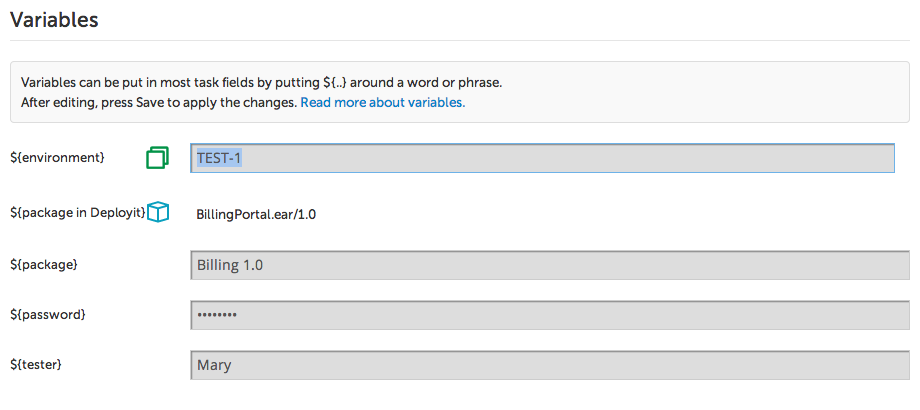 Variables
Variables can be put in most task fields by putting ${..} around a word or phrase.
After editing, press Save to apply the changes. Read more about variables.
${environment} TEST-1
${package in Deployit} BillingPortal.ear/1.0
${package} Billing 1.0
${password} ••••••••
${tester} Mary